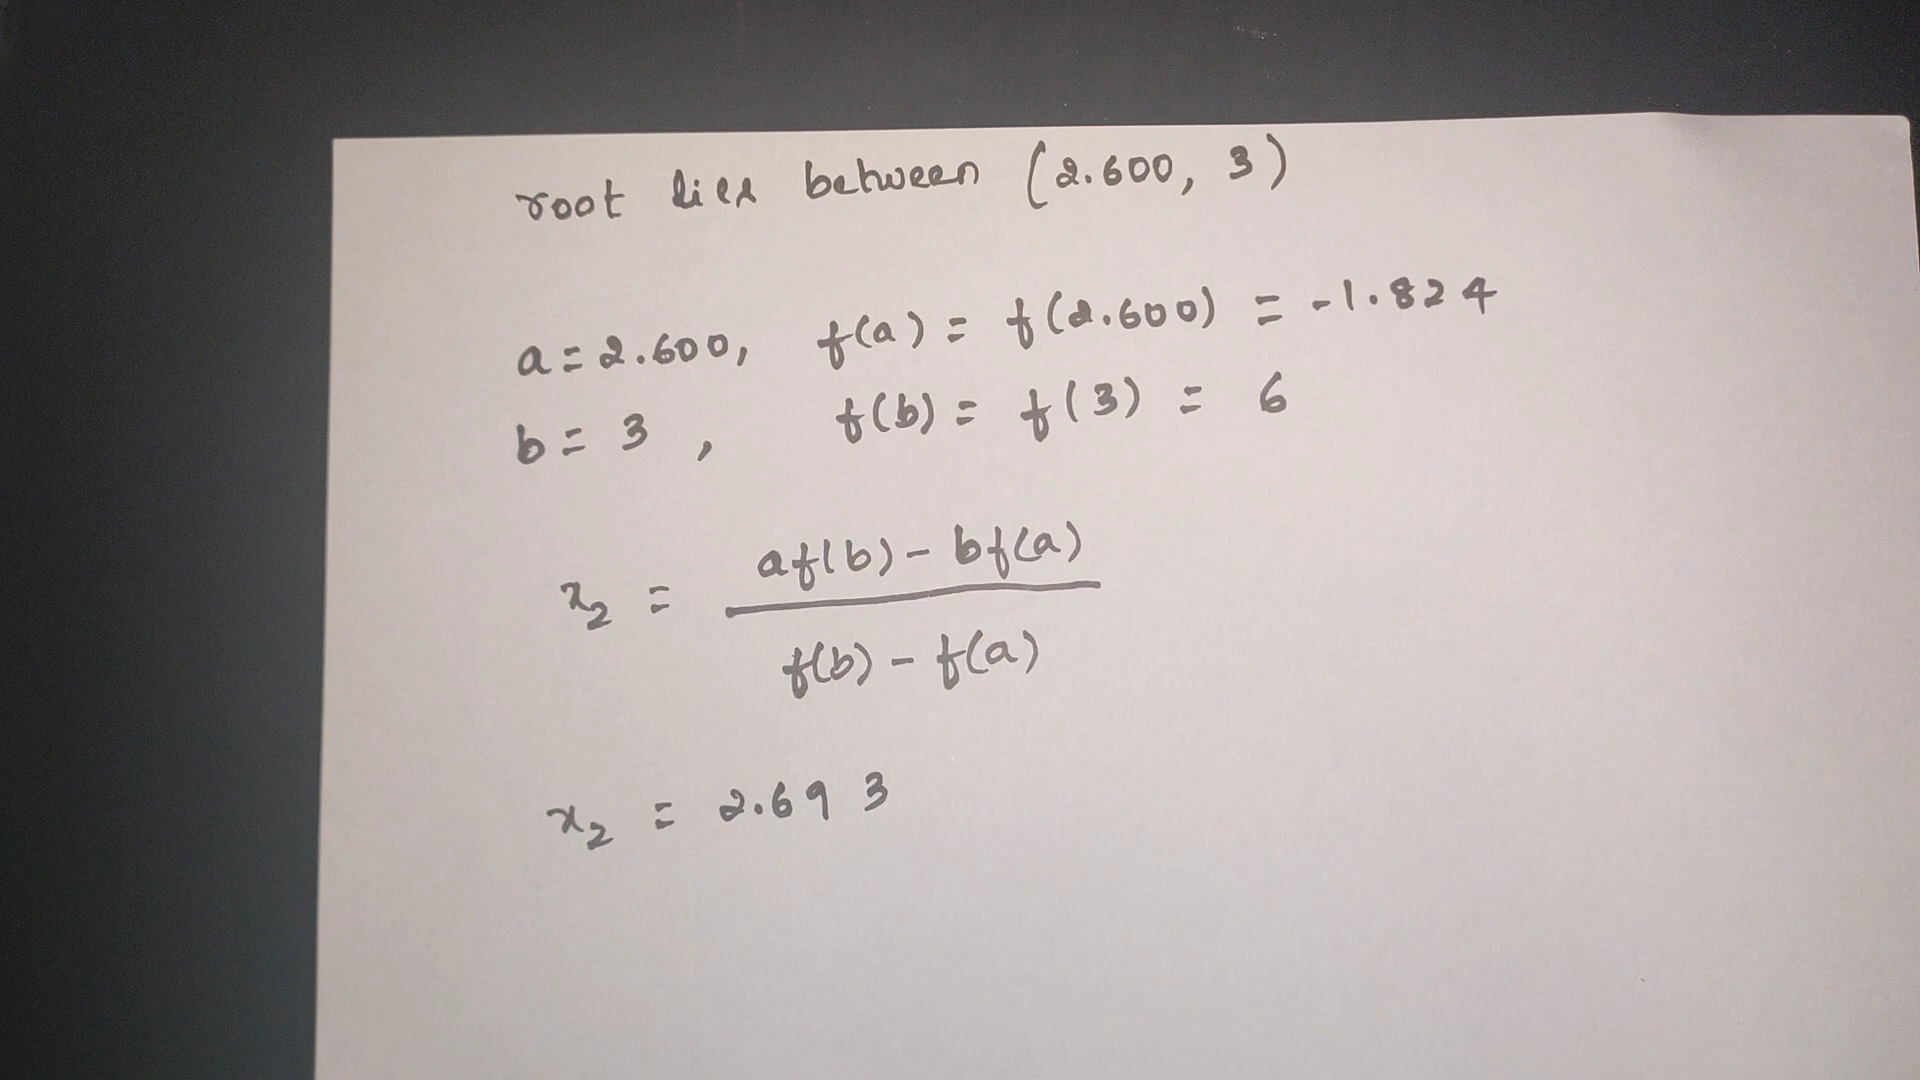 root lies between (2.600, 3)
a = 2.600, f(a) = f(2.600) = -1.824
b = 3 , f(b) = f(3) = 6
x₂ = af(b) - bf(a)
f(b) - f(a)
x₂ = 2.693